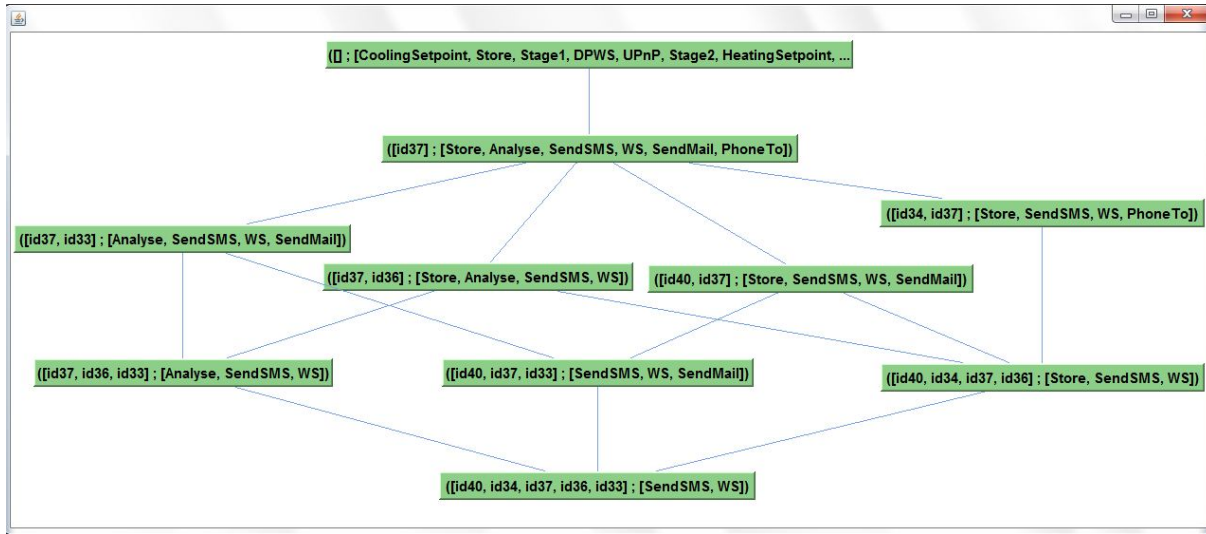 ([] ; [CoolingSetpoint, Store, Stage1, DPWS, UPnP, Stage2, HeatingSetpoint, ...
([id37] ; [Store, Analyse, SendSMS, WS, SendMail, PhoneTo])
([id34, id37] ; [Store, SendSMS, WS, PhoneTo])
([id37, id33] ; [Analyse, SendSMS, WS, SendMail])
([id37, id36] ; [Store, Analyse, SendSMS, WS])
([id40, id37] ; [Store, SendSMS, WS, SendMail])
([id37, id36, id33] ; [Analyse, SendSMS, WS])
([id40, id37, id33] ; [SendSMS, WS, SendMail])
([id40, id34, id37, id36] ; [Store, SendSMS, WS])
([id40, id34, id37, id36, id33] ; [SendSMS, WS])